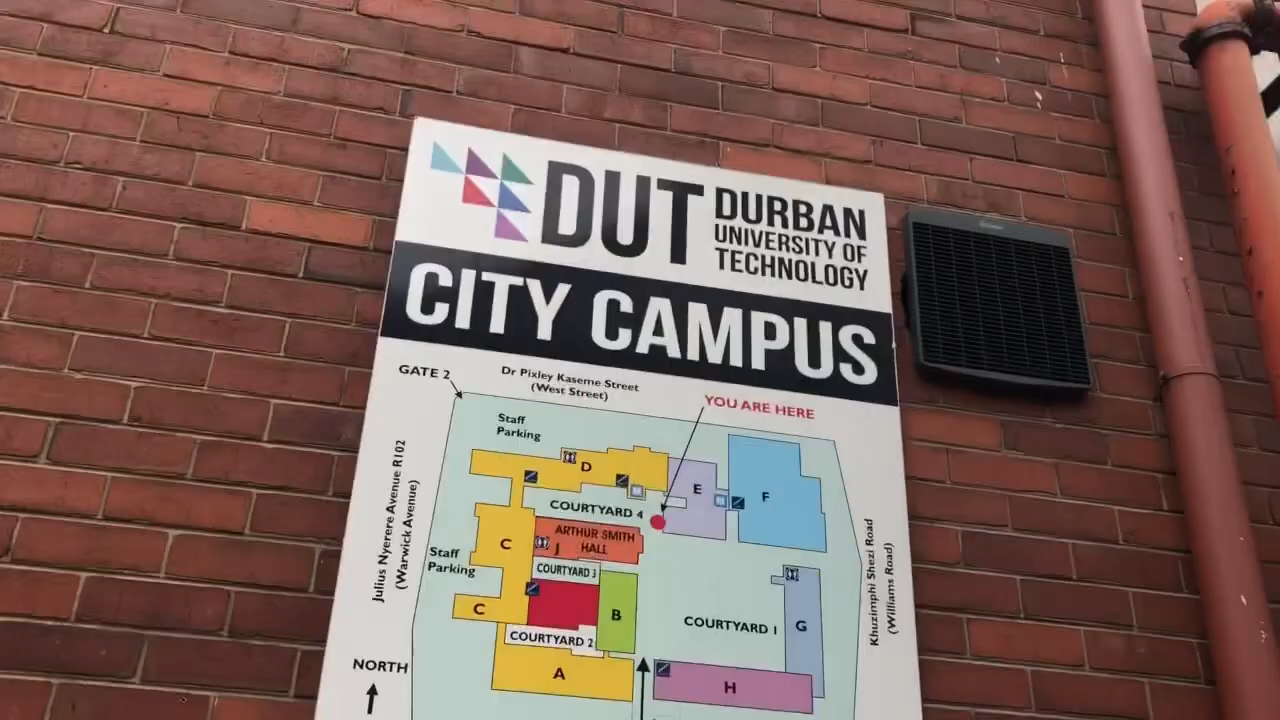 DUT
DURBAN
UNIVERSITY OF
TECHNOLOGY
CITY CAMPUS
GATE 2
Dr Pixley Kaseme Street
(West Street)
YOU ARE HERE
Staff
Parking
D
E
F
COURTYARD 4
Julius Nyerere Avenue R102
(Warwick Avenue)
C
ARTHUR SMITH
J HALL
Staff
Parking
COURTYARD 3
Khuzimphi Shezi Road
(Williams Road)
C
B
COURTYARD 1
G
COURTYARD 2
NORTH
A
H